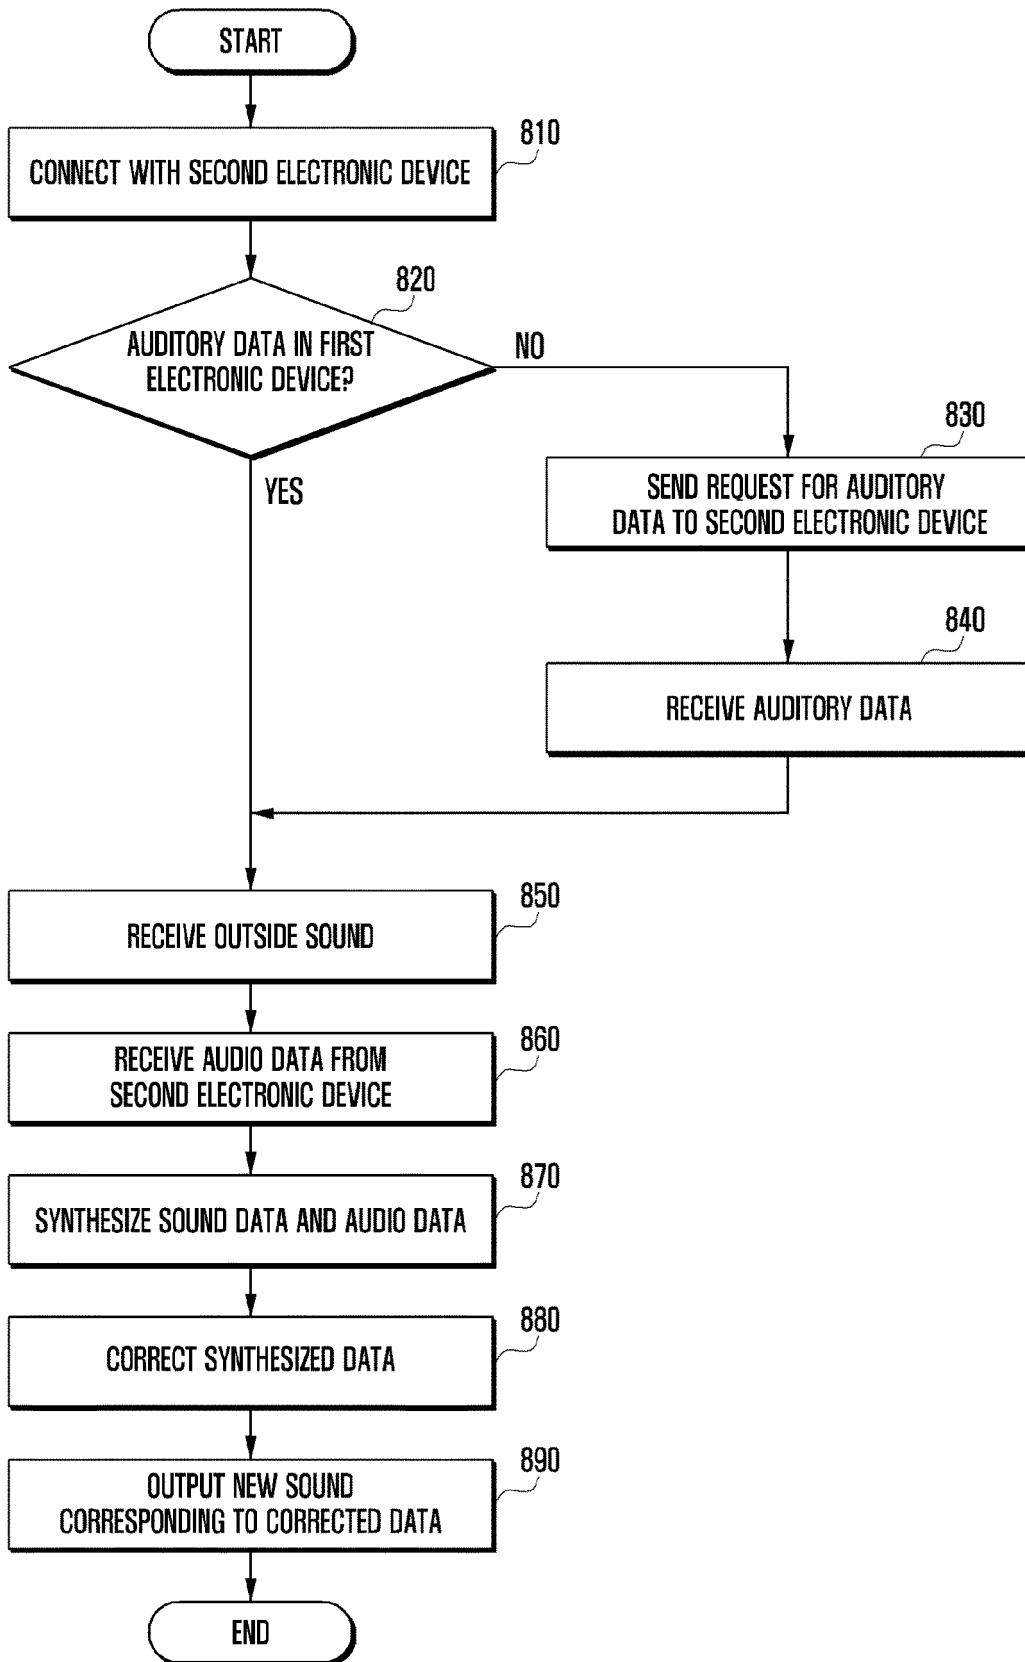 START
810
CONNECT WITH SECOND ELECTRONIC DEVICE
820
AUDITORY DATA IN FIRST
ELECTRONIC DEVICE?
NO
YES
830
SEND REQUEST FOR AUDITORY
DATA TO SECOND ELECTRONIC DEVICE
840
RECEIVE AUDITORY DATA
850
RECEIVE OUTSIDE SOUND
860
RECEIVE AUDIO DATA FROM
SECOND ELECTRONIC DEVICE
870
SYNTHESIZE SOUND DATA AND AUDIO DATA
880
CORRECT SYNTHESIZED DATA
890
OUTPUT NEW SOUND
CORRESPONDING TO CORRECTED DATA
END